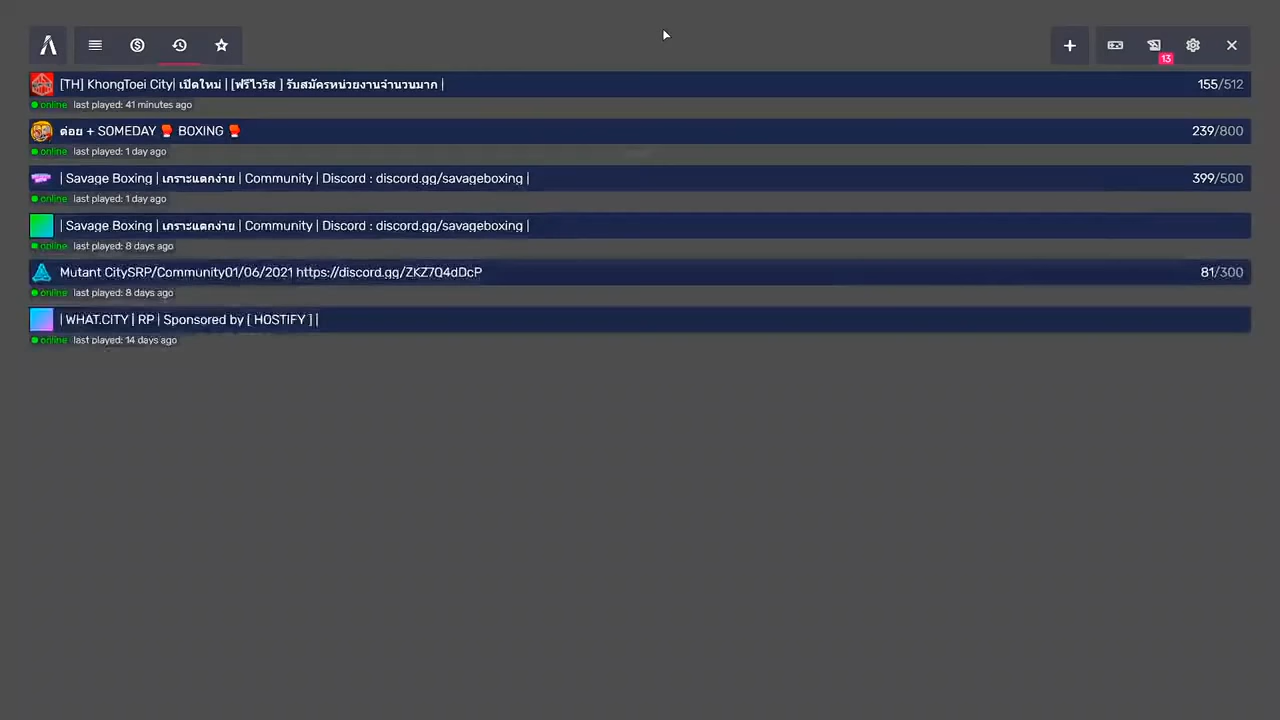 13
[TH] KhongToei City| เปิดใหม่ | [ฟรีไวริส ] รับสมัครหน่วยงานจำนวนมาก | 155/512
online last played: 41 minutes ago
ต่อย + SOMEDAY 🥊 BOXING 🥊 239/800
online last played: 1 day ago
| Savage Boxing | เกราะแตกง่าย | Community | Discord : discord.gg/savageboxing | 399/500
online last played: 1 day ago
| Savage Boxing | เกราะแตกง่าย | Community | Discord : discord.gg/savageboxing |
online last played: 8 days ago
Mutant CitySRP/Community01/06/2021 https://discord.gg/ZKZ7Q4dDcP 81/300
online last played: 8 days ago
| WHAT.CITY | RP | Sponsored by [ HOSTIFY ] |
online last played: 14 days ago